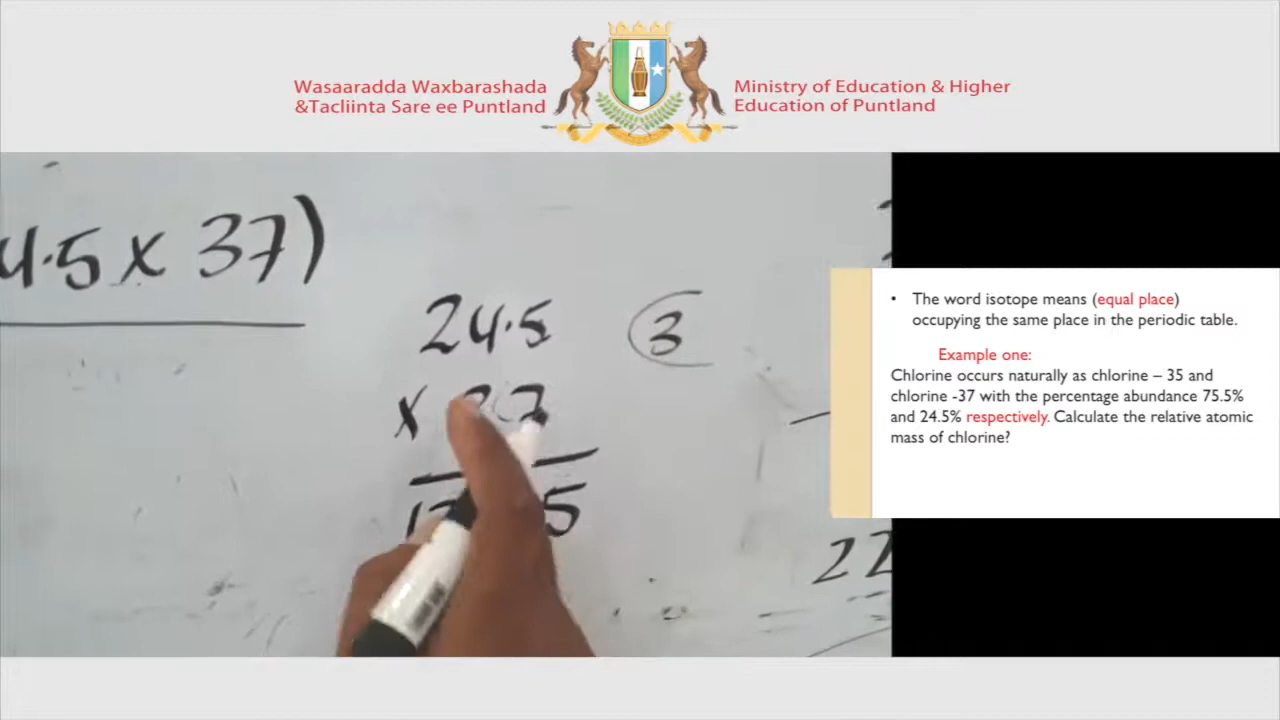 Wasaaradda Waxbarashada
&Tacliinta Sare ee Puntland
Ministry of Education & Higher
Education of Puntland
4.5 x 37)
24.5
3
x 37
5
22
• The word isotope means (equal place)
occupying the same place in the periodic table.
Example one:
Chlorine occurs naturally as chlorine – 35 and
chlorine -37 with the percentage abundance 75.5%
and 24.5% respectively. Calculate the relative atomic
mass of chlorine?